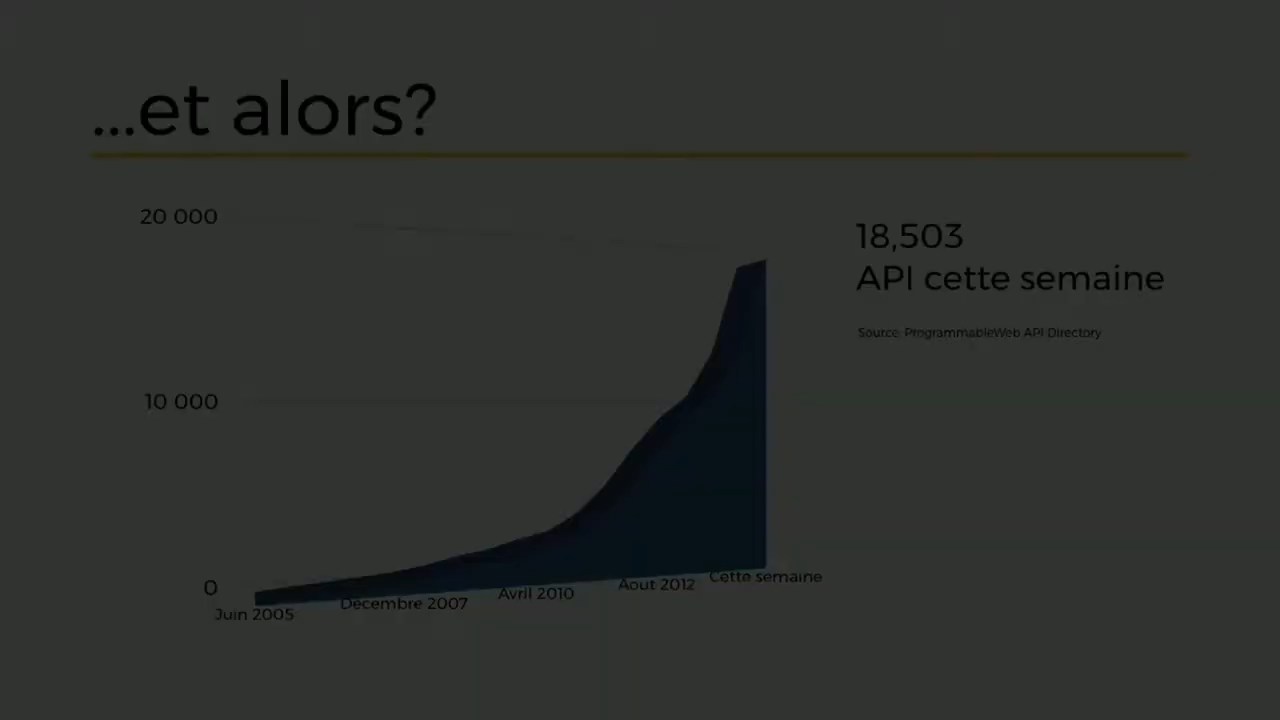 ...et alors?
20 000
10 000
0
Juin 2005
Decembre 2007
Avril 2010
Aout 2012
Cette semaine
18,503
API cette semaine
Source: ProgrammableWeb API Directory